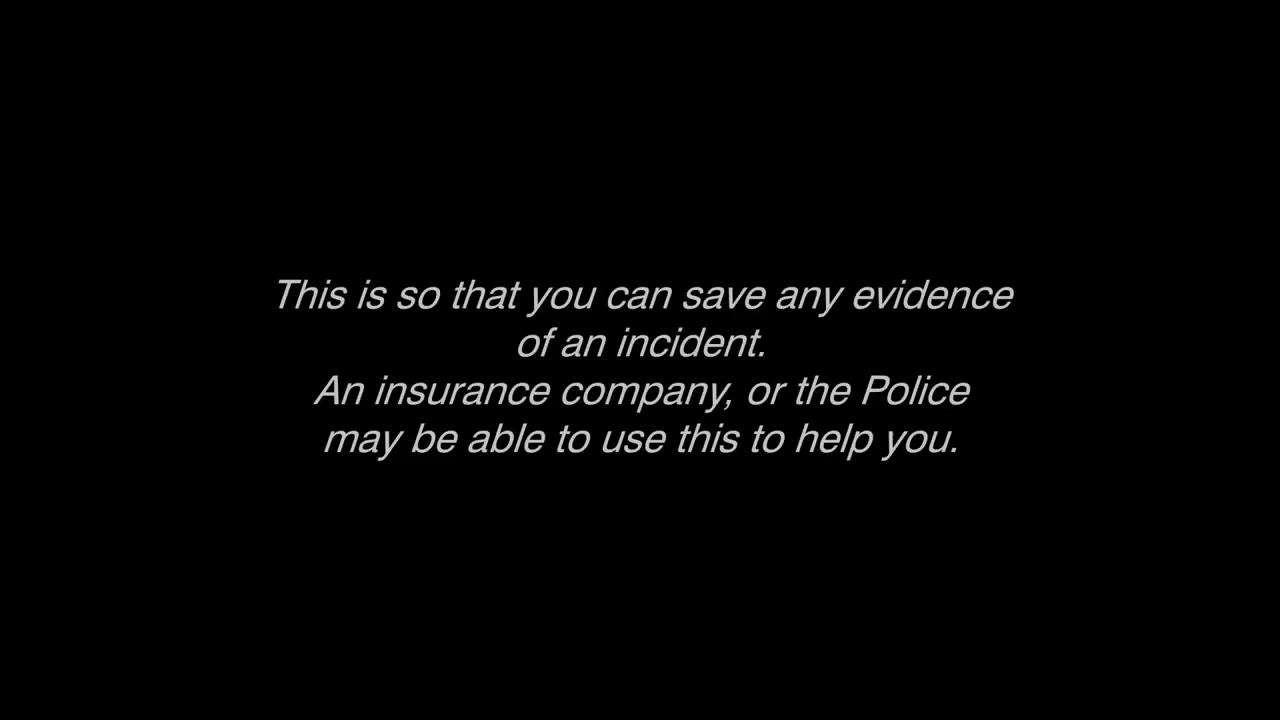 This is so that you can save any evidence
of an incident.
An insurance company, or the Police
may be able to use this to help you.